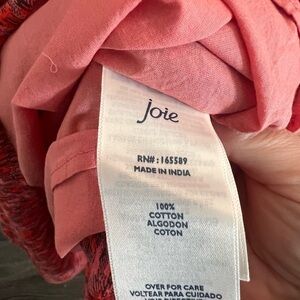 Joie
RN#: 165589
MADE IN INDIA
100%
COTTON
ALGODON
COTON
OVER FOR CARE
VOLTEAR PARA CUIDADO